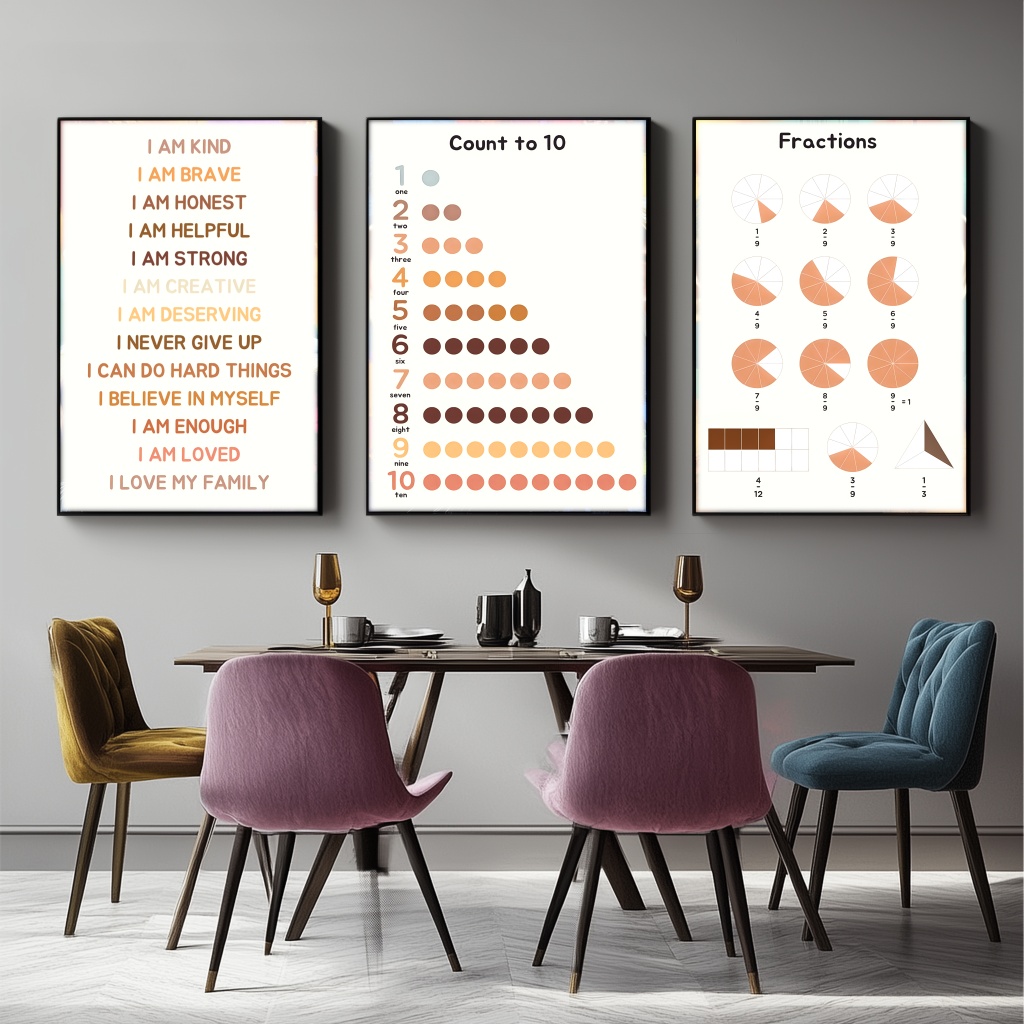 I AM KIND
I AM BRAVE
I AM HONEST
I AM HELPFUL
I AM STRONG
I AM CREATIVE
I AM DESERVING
I NEVER GIVE UP
I CAN DO HARD THINGS
I BELIEVE IN MYSELF
I AM ENOUGH
I AM LOVED
I LOVE MY FAMILY
Count to 10
1
one
2
two
3
three
4
four
5
five
6
six
7
seven
8
eight
9
nine
10
ten
Fractions
1/9 2/9 3/9
4/9 5/9 6/9
7/9 8/9 9/9 =1
4/12 3/9 1/3